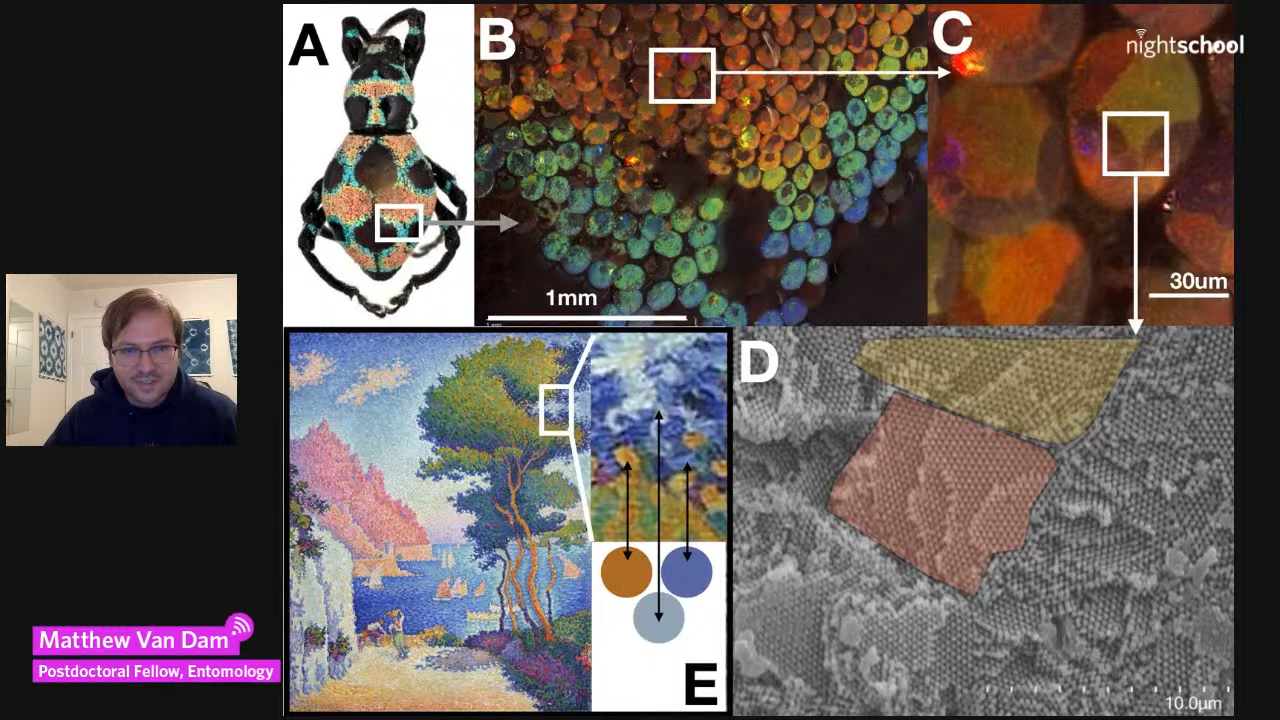 A
B
C
nightschool
1mm
30um
D
E
10.0μm
Matthew Van Dam
Postdoctoral Fellow, Entomology